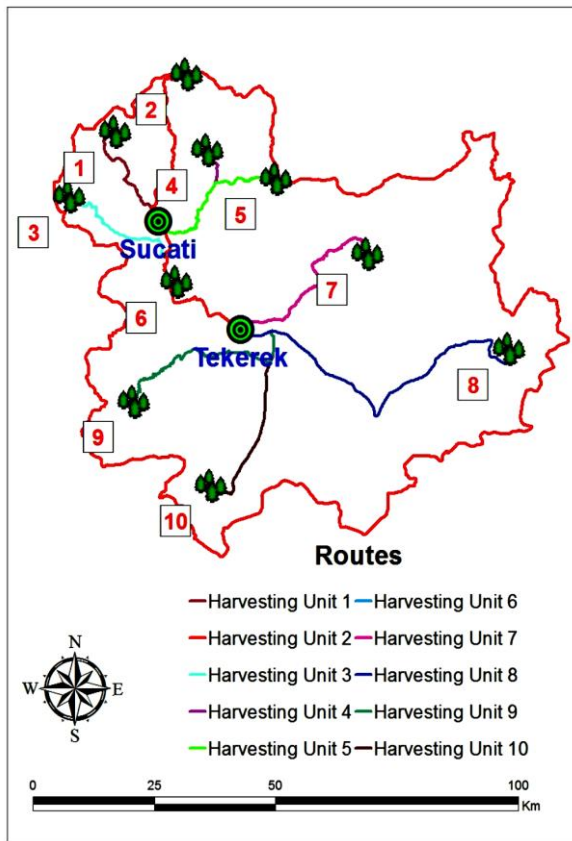 2
1
4
3
5
Sucati
7
6
Tekerek
8
9
10
Routes
Harvesting Unit 1 Harvesting Unit 6
Harvesting Unit 2 Harvesting Unit 7
Harvesting Unit 3 Harvesting Unit 8
Harvesting Unit 4 Harvesting Unit 9
Harvesting Unit 5 Harvesting Unit 10
N
W E
S
0 25 50 100
Km